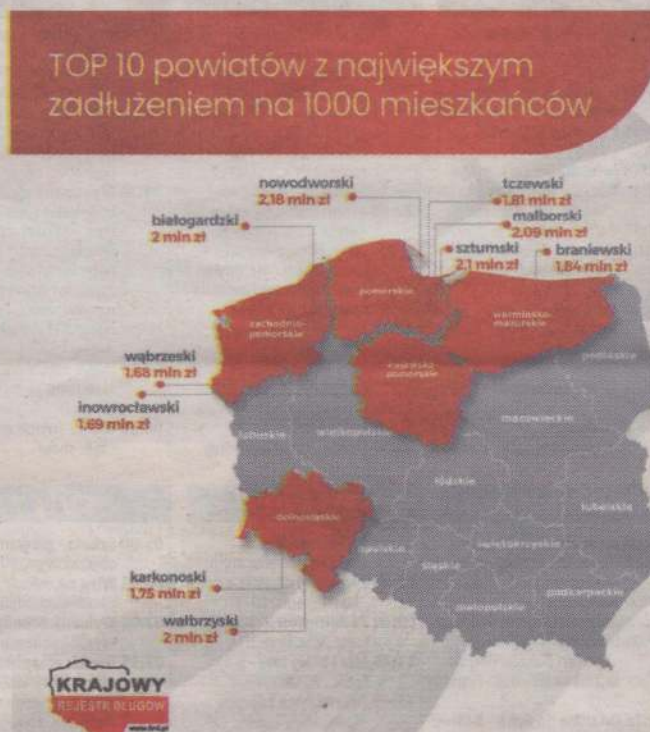 TOP 10 powiatów z największym
zadłużeniem na 1000 mieszkańców
nowodworski
2,18 mln zł
tczewski
1,81 mln zł
białogardzki
2 mln zł
malborski
2,09 mln zł
sztumski
2,1 mln zł
braniewski
1,84 mln zł
pomorskie
zachodnio-
pomorskie
warmińsko-
mazurskie
podlaskie
wąbrzeski
1,68 mln zł
kujawsko-
pomorskie
inowrocławski
1,69 mln zł
mazowieckie
lubuskie
wielkopolskie
łódzkie
lubelskie
dolnośląskie
opolskie
śląskie
świętokrzyskie
karkonoski
1,75 mln zł
małopolskie
podkarpackie
wałbrzyski
2 mln zł
KRAJOWY
REJESTR DŁUGÓW
www.krd.pl